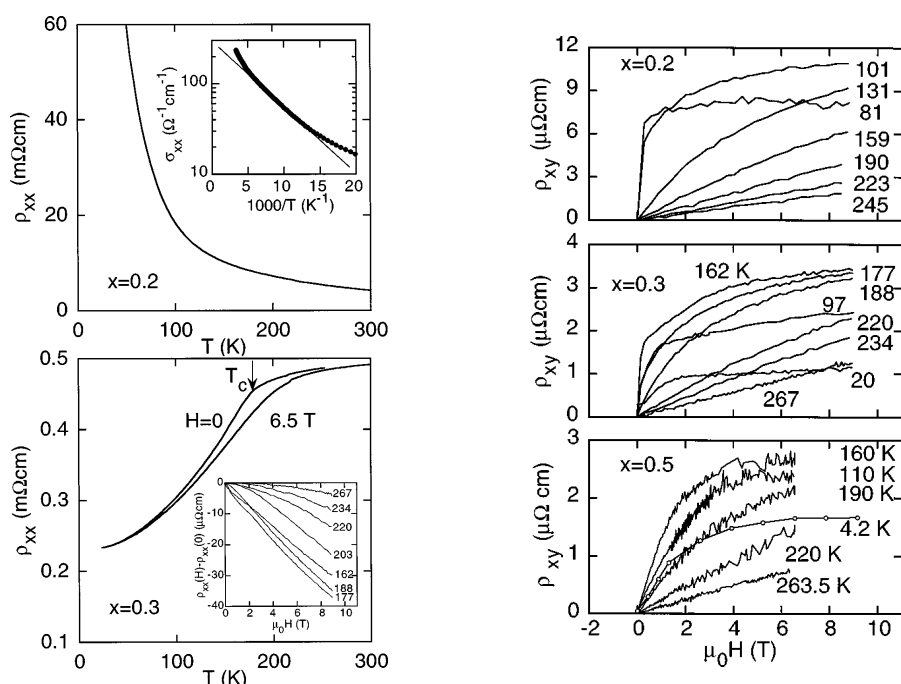 60
40
20
0
ρxx (mΩcm)
x=0.2
0 100 200 300
T (K)
σxx (Ω-1cm-1)
100
10
0 5 10 15 20
1000/T (K-1)
0.5
0.4
0.3
0.2
0.1
ρxx (mΩcm)
Tc
H=0
6.5 T
x=0.3
0 100 200 300
T (K)
ρxx(H)-ρxx(0) (μΩcm)
0
-10
-20
-30
-40
267
234
220
203
162
188
177
0 2 4 6 8 10
μ0H (T)
12
9
6
3
0
ρxy (μΩcm)
x=0.2
101
131
81
159
190
223
245
4
3
2
1
0
ρxy (μΩcm)
x=0.3
162 K
177
188
97
220
234
20
267
3
2
1
0
ρxy (μΩ cm)
x=0.5
160 K
110 K
190 K
4.2 K
220 K
263.5 K
-2 2 6 10
μ0H (T)